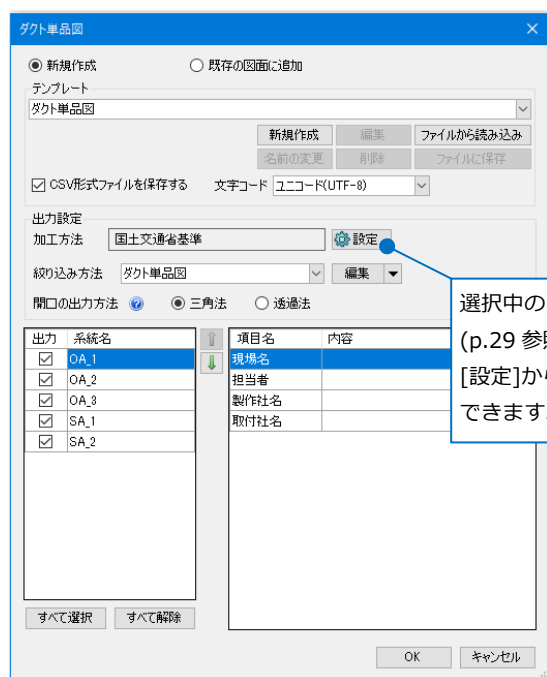 ダクト単品図
新規作成 既存の図面に追加
テンプレート
ダクト単品図
新規作成 編集 ファイルから読み込み
名前の変更 削除 ファイルに保存
CSV形式ファイルを保存する 文字コード ユニコード(UTF-8)
出力設定
加工方法 国土交通省基準 設定
絞り込み方法 ダクト単品図 編集
開口の出力方法 ? 三角法 透過法
選択中の
(p.29 参照
[設定]から
できます
出力 系統名 項目名 内容
OA_1 現場名
OA_2 担当者
OA_3 製作社名
SA_1 取付社名
SA_2
すべて選択 すべて解除
OK キャンセル